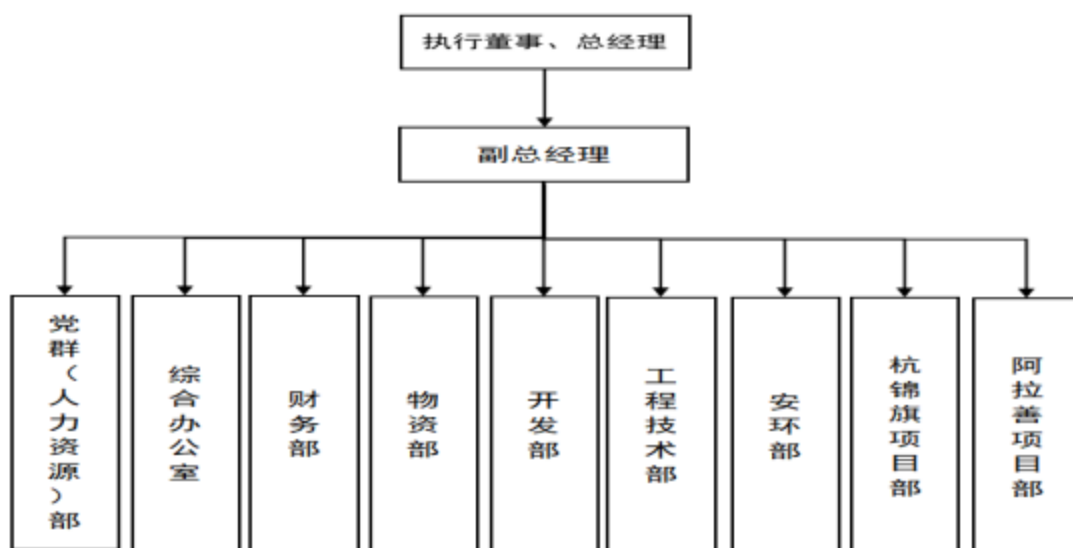 执行董事、总经理
副总经理
党群（人力资源）部
综合办公室
财务部
物资部
开发部
工程技术部
安环部
杭锦旗项目部
阿拉善项目部